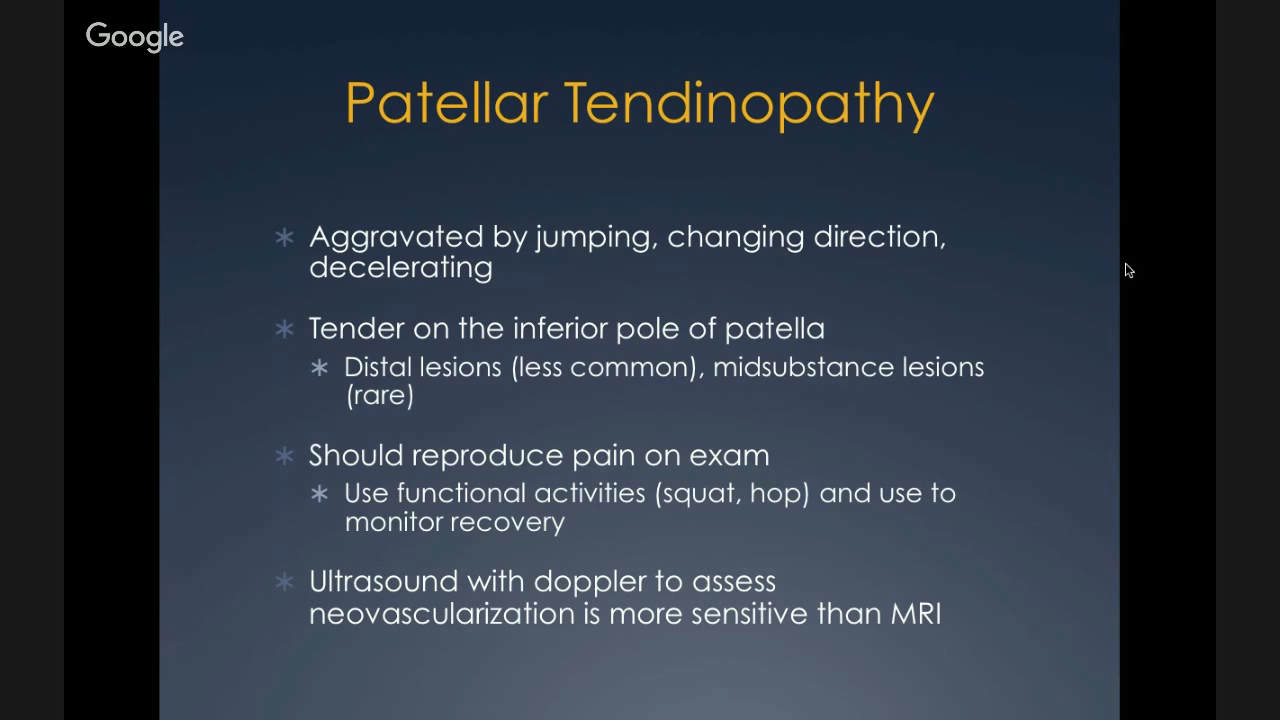 Google
Patellar Tendinopathy
* Aggravated by jumping, changing direction,
decelerating
* Tender on the inferior pole of patella
* Distal lesions (less common), midsubstance lesions
(rare)
* Should reproduce pain on exam
* Use functional activities (squat, hop) and use to
monitor recovery
* Ultrasound with doppler to assess
neovascularization is more sensitive than MRI